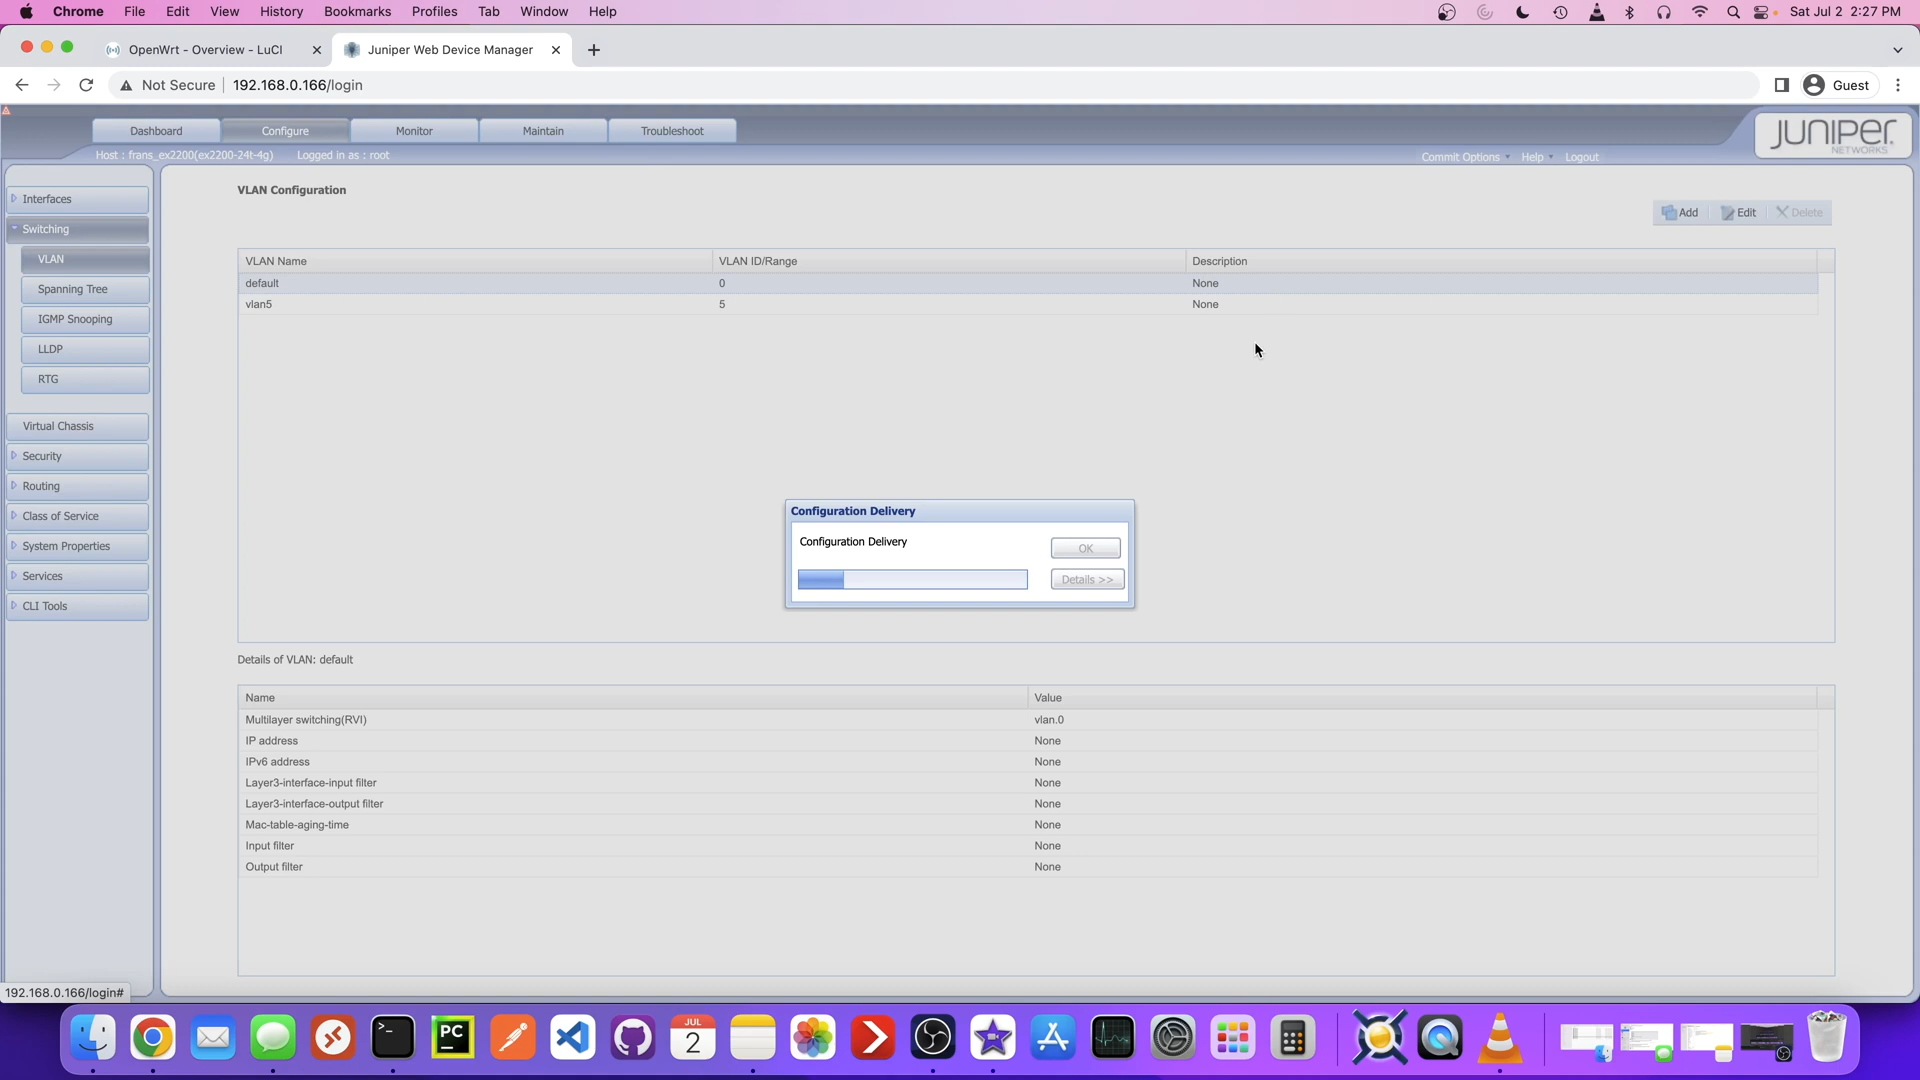 Chrome File Edit View History Bookmarks Profiles Tab Window Help Sat Jul 2 2:27 PM
OpenWrt - Overview - LuCI Juniper Web Device Manager
Not Secure 192.168.0.166/login Guest
Dashboard Configure Monitor Maintain Troubleshoot
JUNIPER
NETWORKS
Host : frans_ex2200(ex2200-24t-4g) Logged in as : root Commit Options Help Logout
Interfaces
Switching
VLAN
Spanning Tree
IGMP Snooping
LLDP
RTG
Virtual Chassis
Security
Routing
Class of Service
System Properties
Services
CLI Tools
VLAN Configuration
Add Edit Delete
VLAN Name VLAN ID/Range Description
default 0 None
vlan5 5 None
Configuration Delivery
Configuration Delivery
OK
Details >>
Details of VLAN: default
Name Value
Multilayer switching(RVI) vlan.0
IP address None
IPv6 address None
Layer3-interface-input filter None
Layer3-interface-output filter None
Mac-table-aging-time None
Input filter None
Output filter None
192.168.0.166/login#
PC
JUL
2